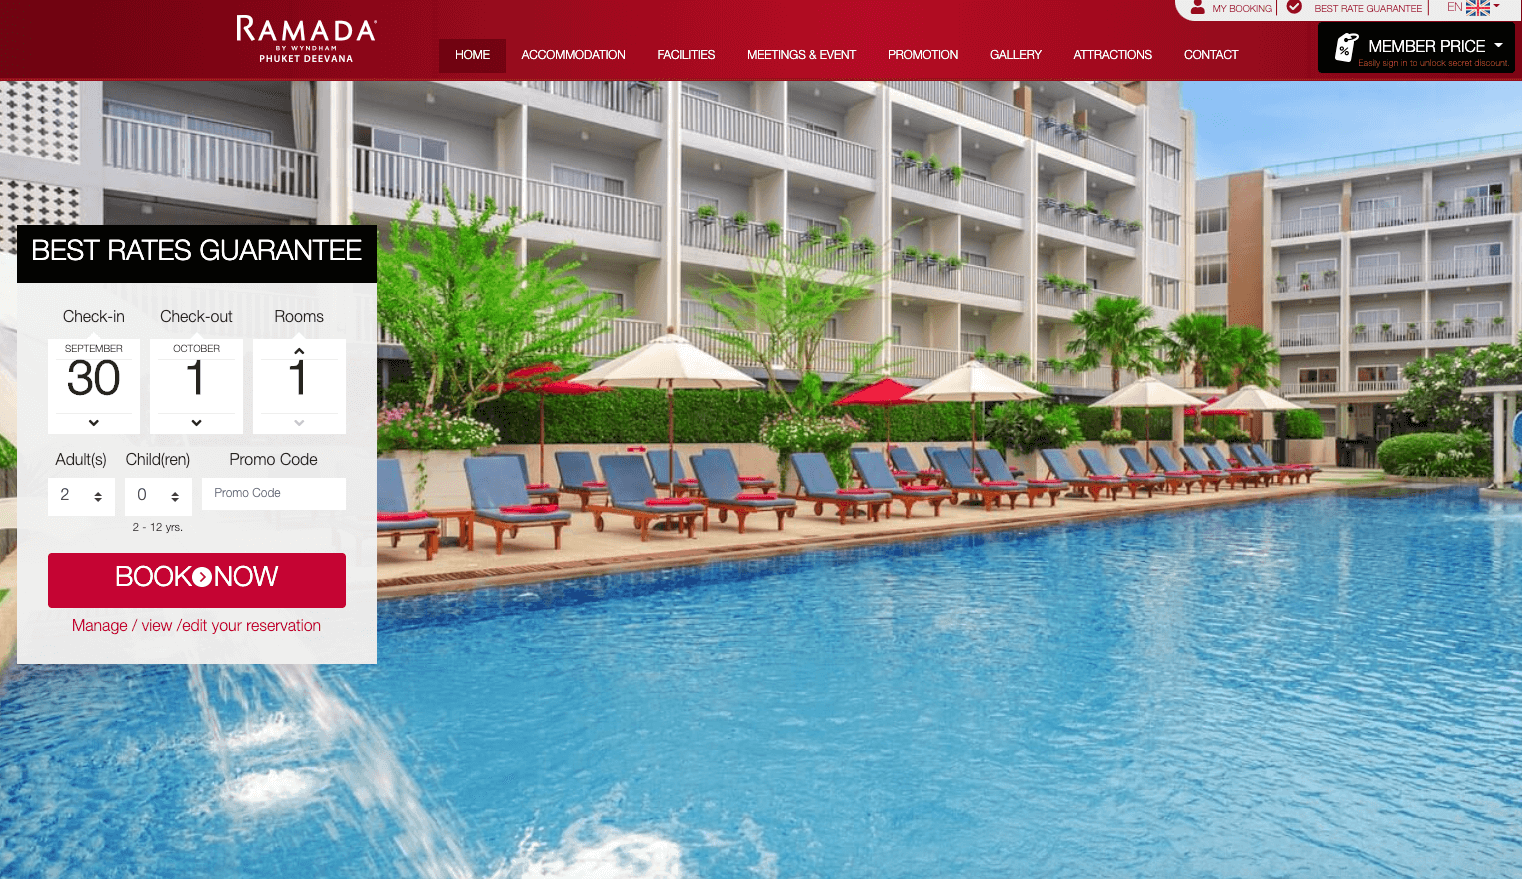 MY BOOKING
BEST RATE GUARANTEE
EN
RAMADA
BY WYNDHAM
PHUKET DEEVANA
HOME
ACCOMMODATION
FACILITIES
MEETINGS & EVENT
PROMOTION
GALLERY
ATTRACTIONS
CONTACT
%
MEMBER PRICE
Easily sign in to unlock secret discount.
BEST RATES GUARANTEE
Check-in Check-out Rooms
SEPTEMBER OCTOBER
30 1 1
Adult(s) Child(ren) Promo Code
2 0 Promo Code
2 - 12 yrs.
BOOK NOW
Manage / view /edit your reservation